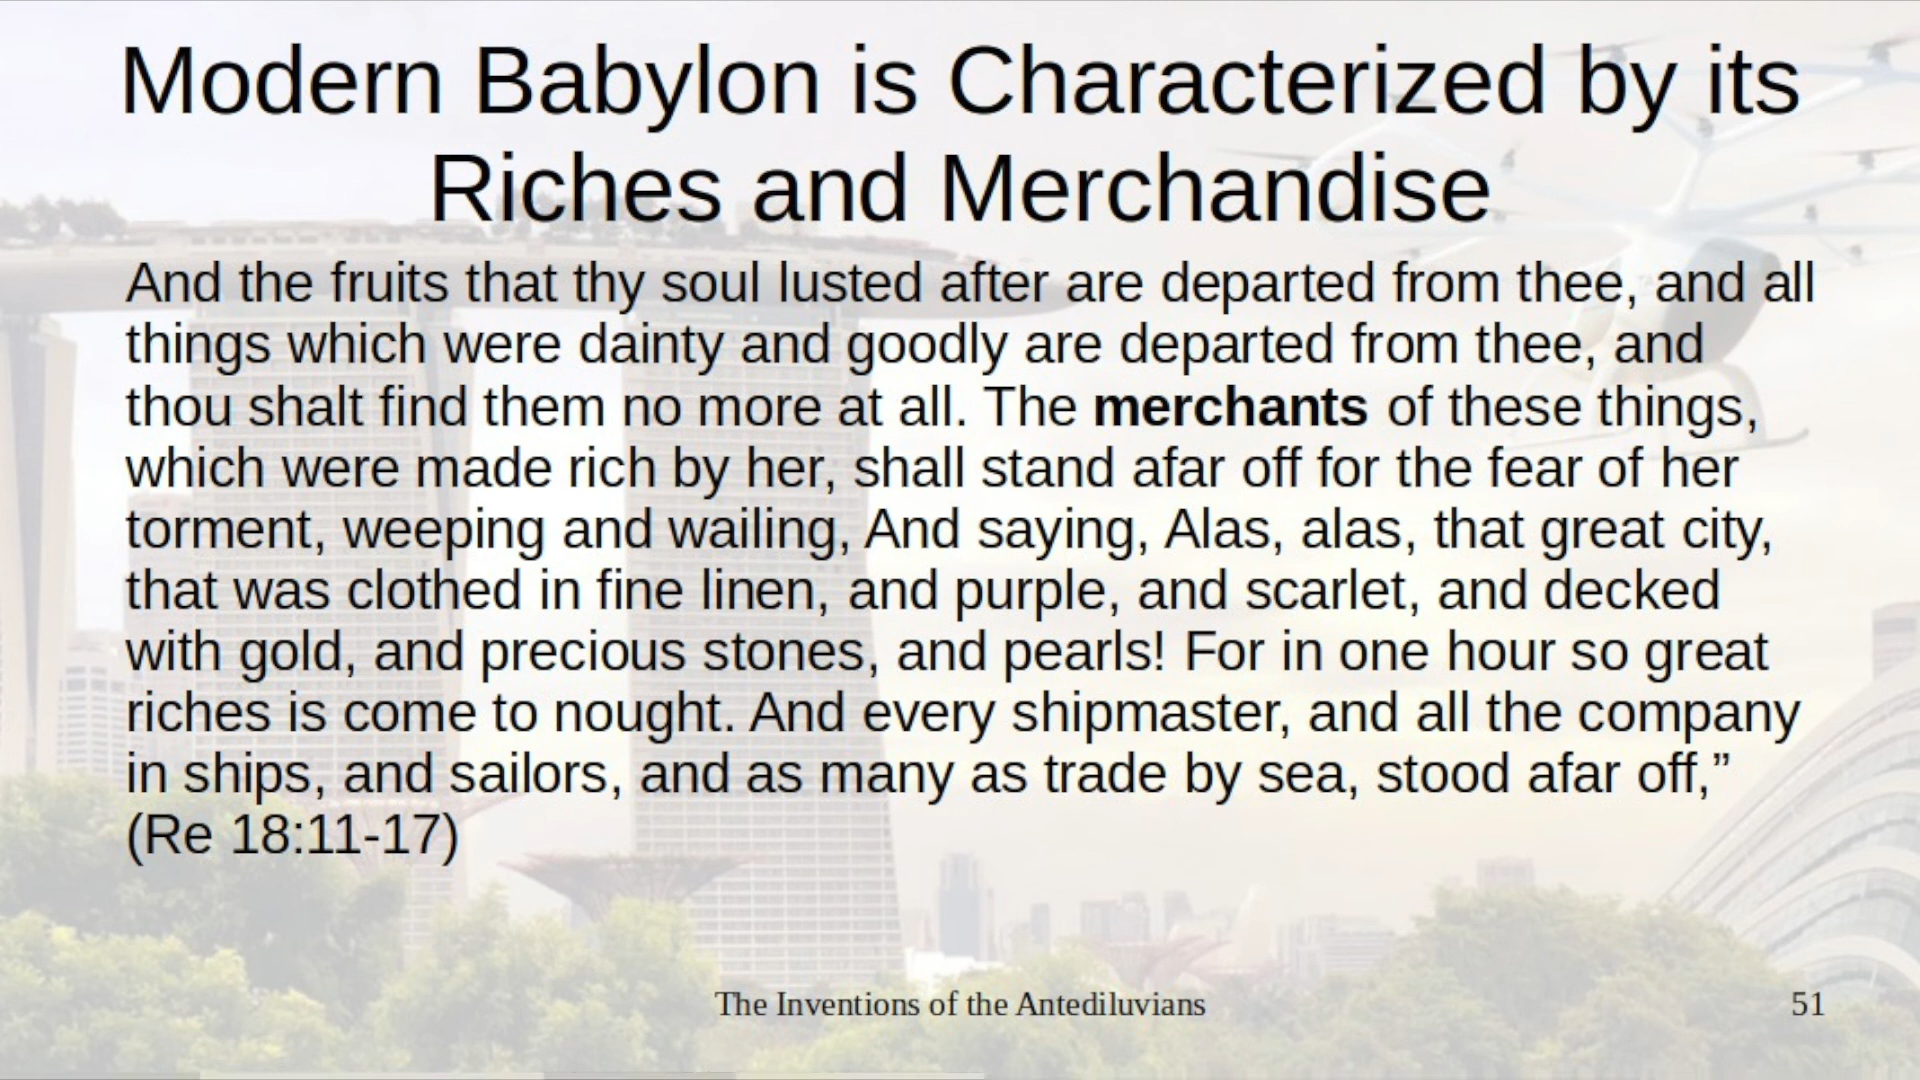 Modern Babylon is Characterized by its
Riches and Merchandise
And the fruits that thy soul lusted after are departed from thee, and all
things which were dainty and goodly are departed from thee, and
thou shalt find them no more at all. The merchants of these things,
which were made rich by her, shall stand afar off for the fear of her
torment, weeping and wailing, And saying, Alas, alas, that great city,
that was clothed in fine linen, and purple, and scarlet, and decked
with gold, and precious stones, and pearls! For in one hour so great
riches is come to nought. And every shipmaster, and all the company
in ships, and sailors, and as many as trade by sea, stood afar off,”
(Re 18:11-17)
The Inventions of the Antediluvians
51